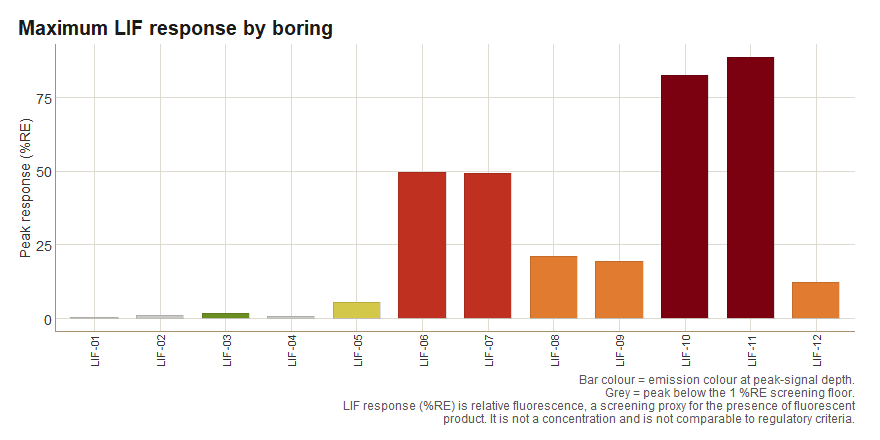 Maximum LIF response by boring
Peak response (%RE)
75
50
25
0
LIF-01
LIF-02
LIF-03
LIF-04
LIF-05
LIF-06
LIF-07
LIF-08
LIF-09
LIF-10
LIF-11
LIF-12
Bar colour = emission colour at peak-signal depth.
Grey = peak below the 1 %RE screening floor.
LIF response (%RE) is relative fluorescence, a screening proxy for the presence of fluorescent
product. It is not a concentration and is not comparable to regulatory criteria.